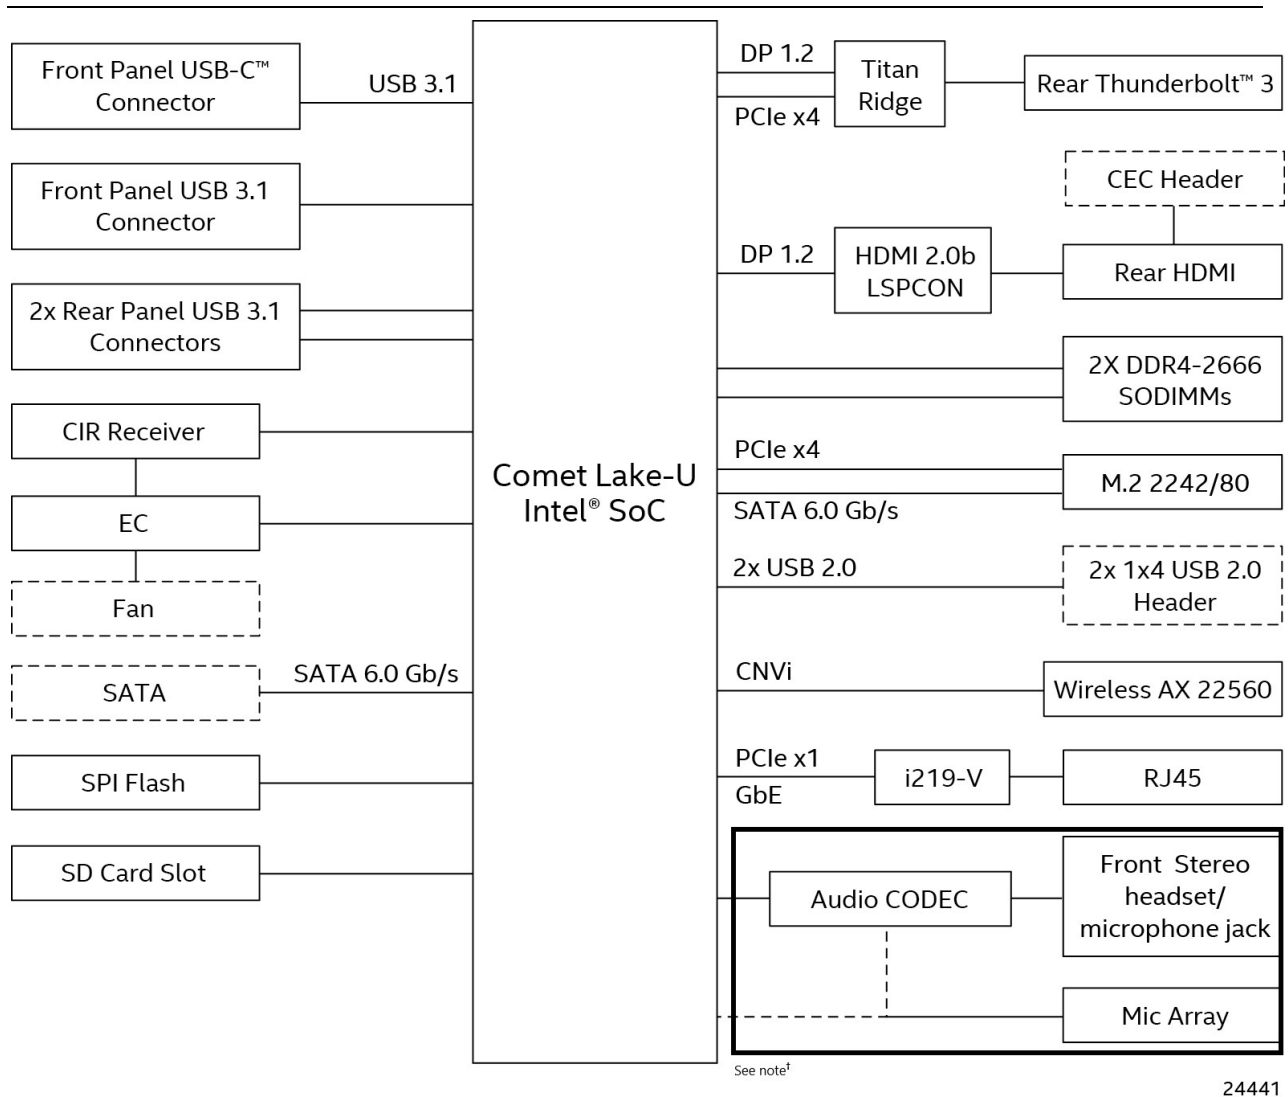 Front Panel USB-C™
Connector
USB 3.1
Front Panel USB 3.1
Connector
2x Rear Panel USB 3.1
Connectors
CIR Receiver
EC
Fan
SATA
SATA 6.0 Gb/s
SPI Flash
SD Card Slot
Comet Lake-U
Intel® SoC
DP 1.2
PCIe x4
Titan
Ridge
Rear Thunderbolt™ 3
CEC Header
DP 1.2
HDMI 2.0b
LSPCON
Rear HDMI
2X DDR4-2666
SODIMMs
PCIe x4
SATA 6.0 Gb/s
M.2 2242/80
2x USB 2.0
2x 1x4 USB 2.0
Header
CNVi
Wireless AX 22560
PCIe x1
GbE
i219-V
RJ45
Audio CODEC
Front Stereo
headset/
microphone jack
Mic Array
See note†
24441